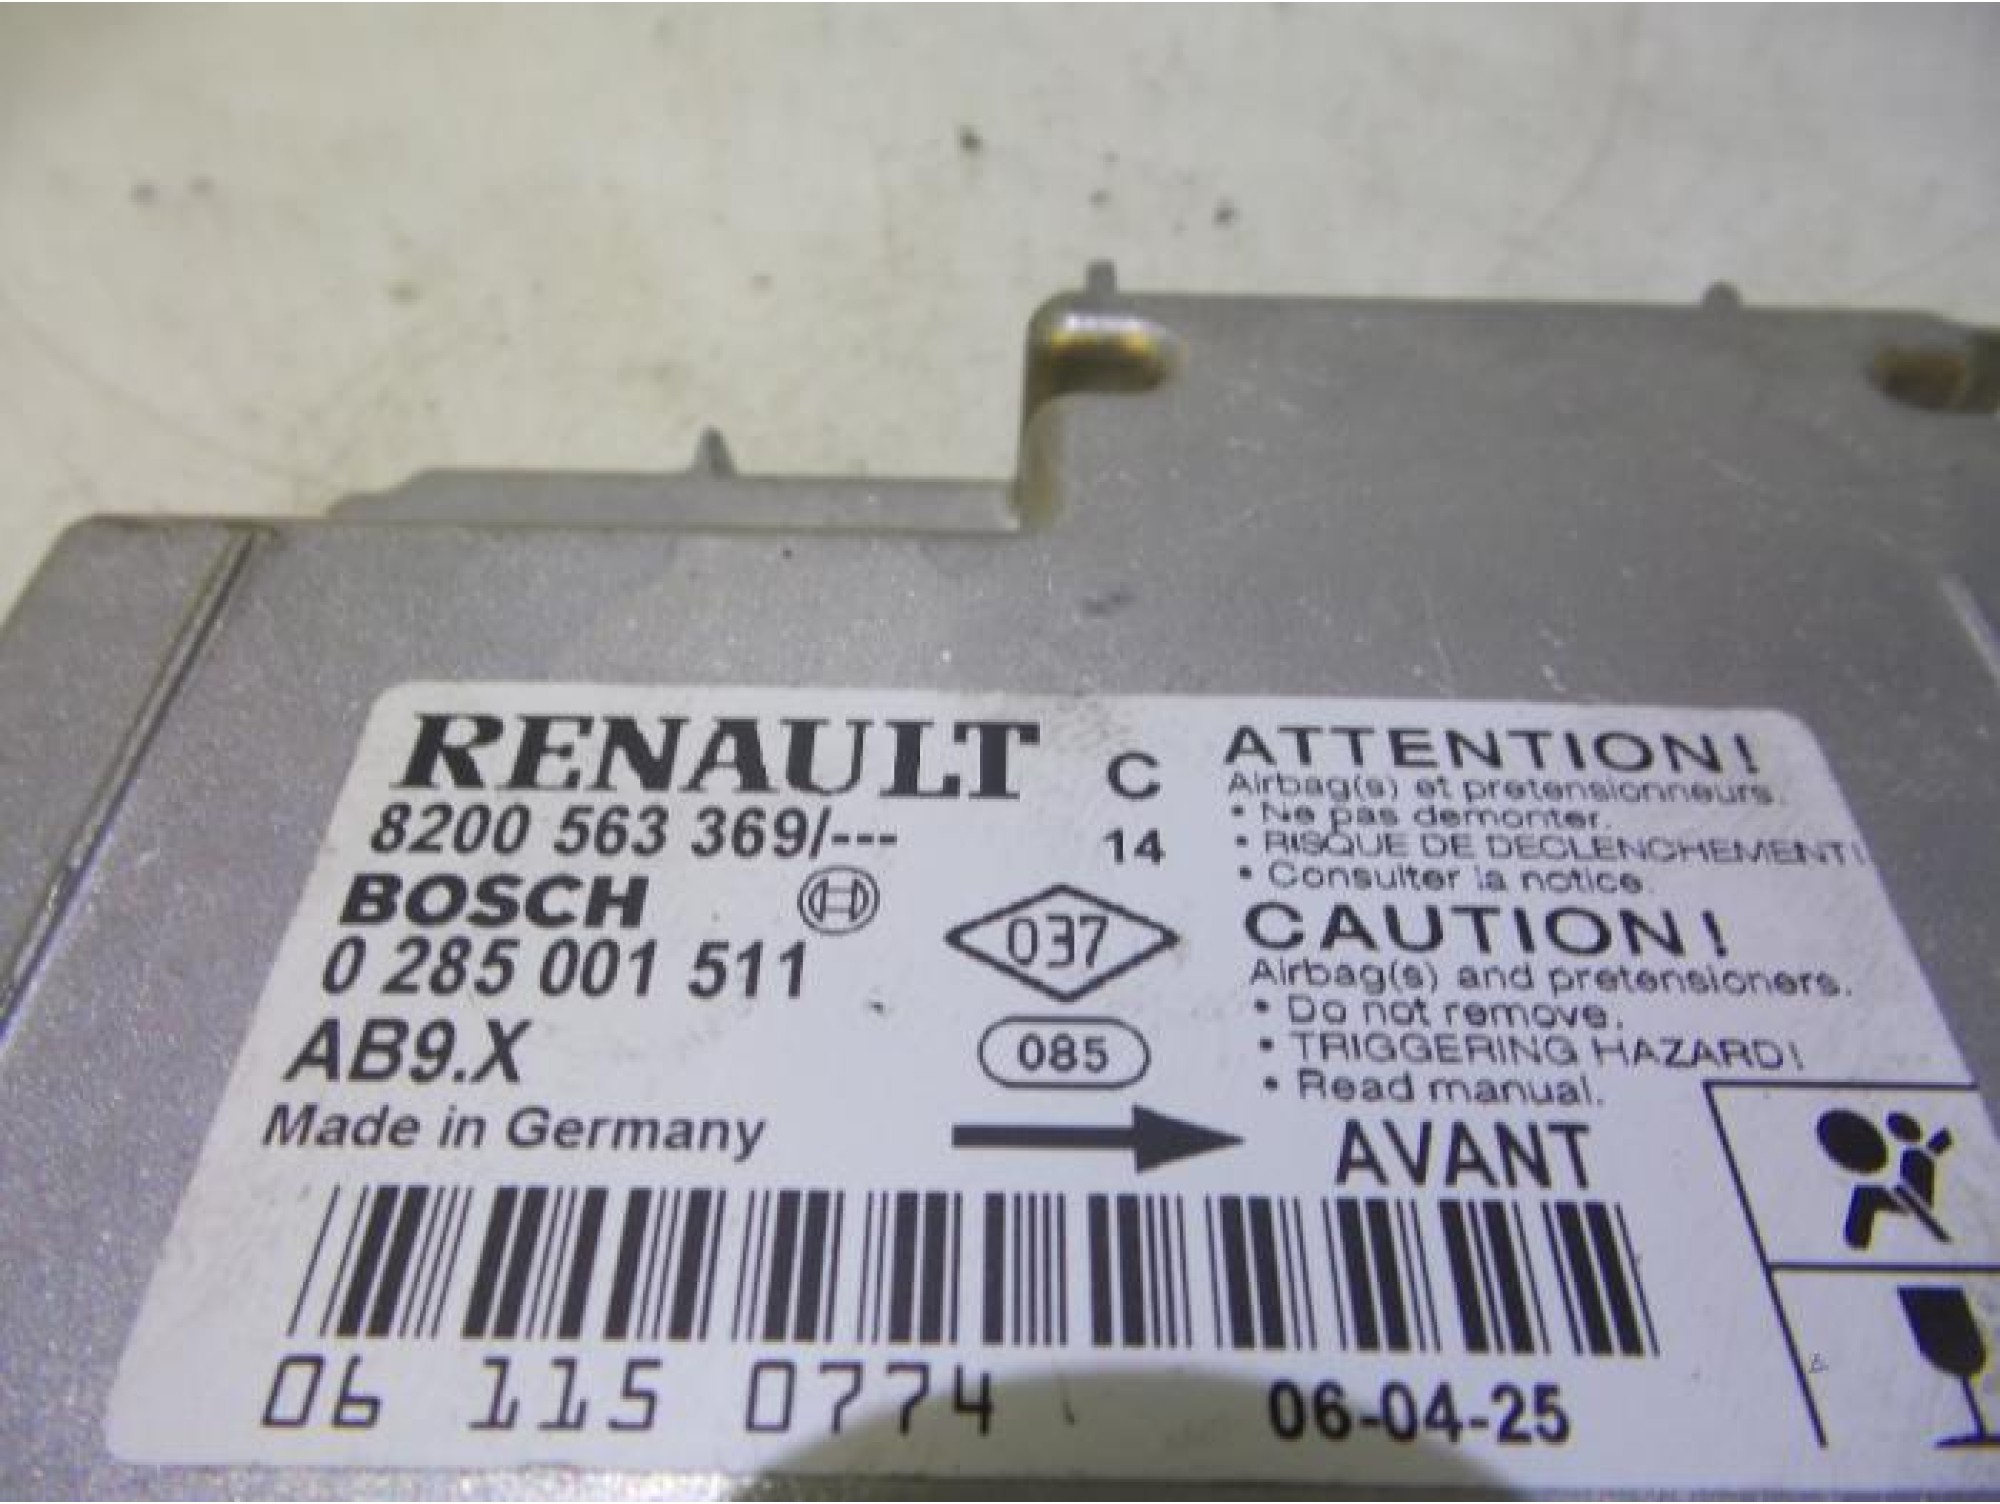 RENAULT
8200 563 369/---
BOSCH
0 285 001 511
AB9.X
Made in Germany
C
14
037
085
ATTENTION!
Airbag(s) et pretensionneurs.
• Ne pas demonter.
• RISQUE DE DECLENCHEMENT!
• Consulter la notice.
CAUTION!
Airbag(s) and pretensioners.
• Do not remove.
• TRIGGERING HAZARD!
• Read manual.
AVANT
06 115 0774
06-04-25